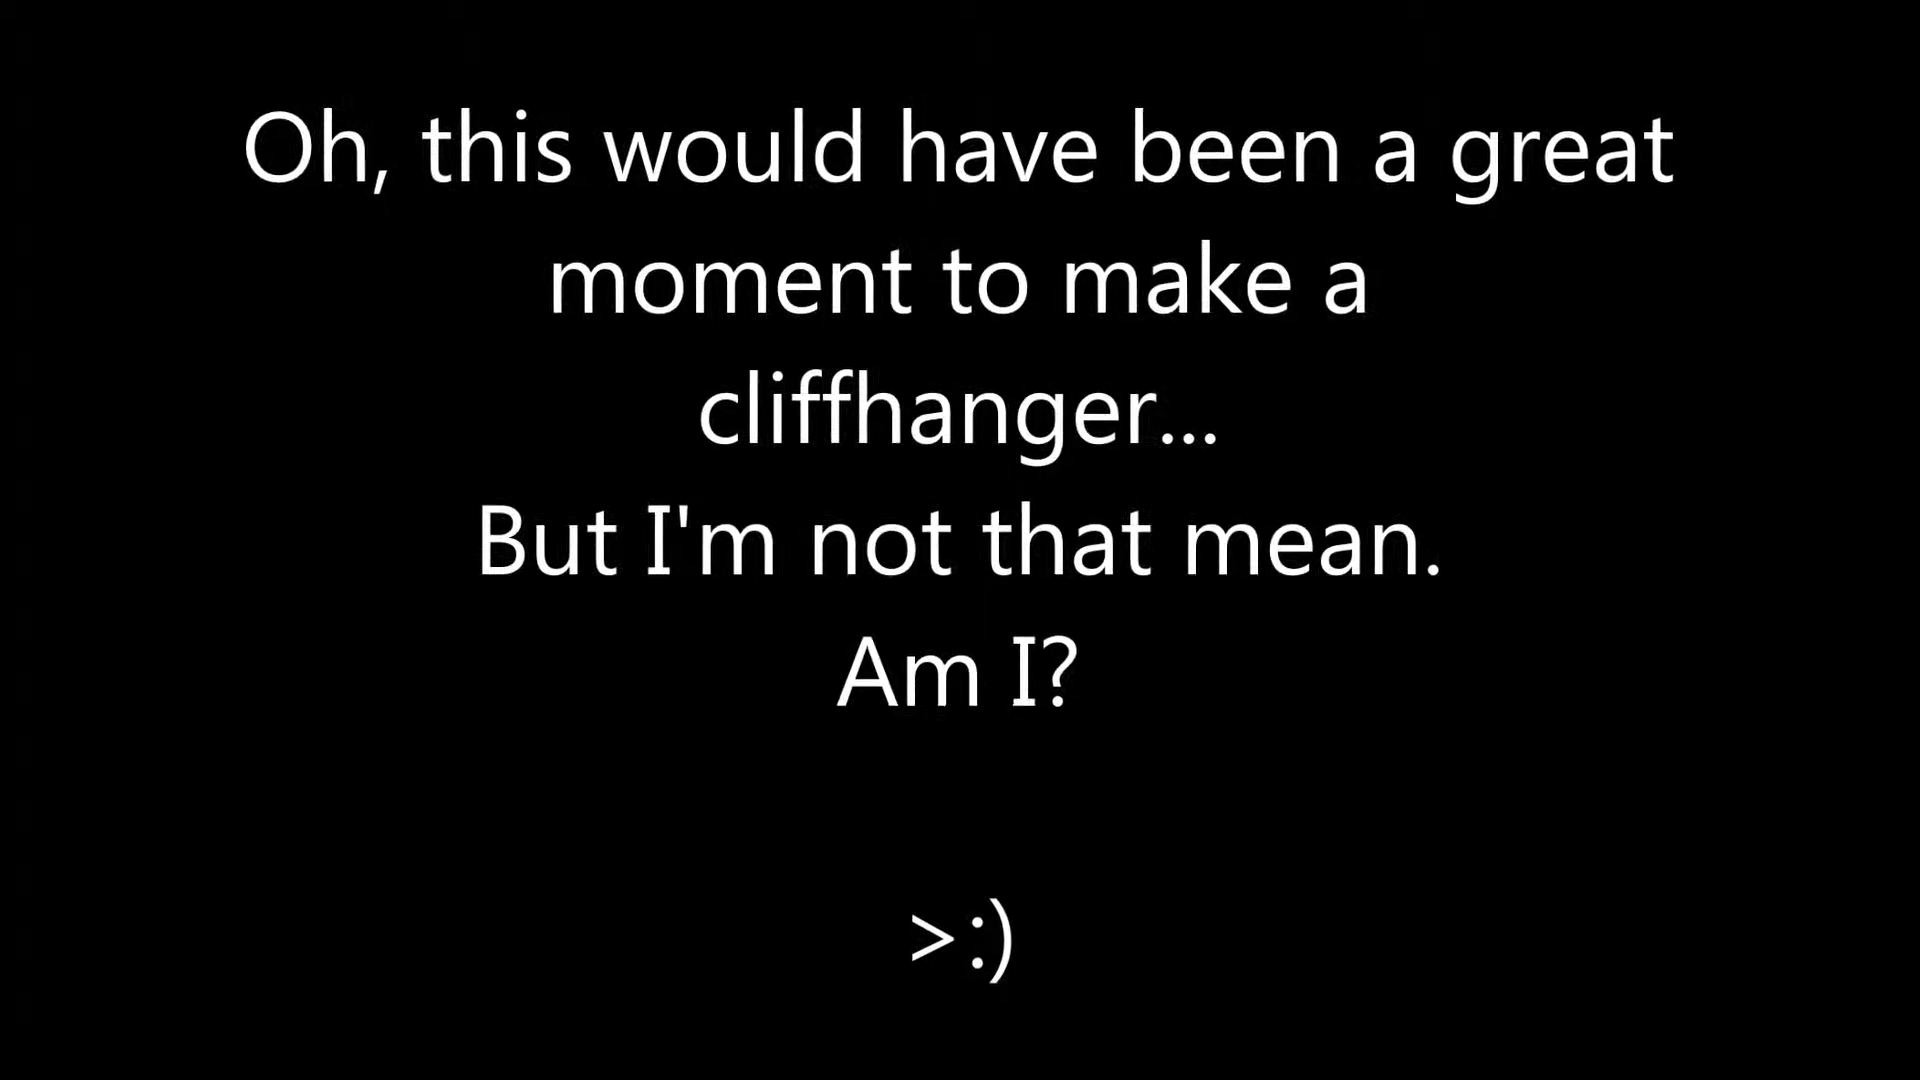 Oh, this would have been a great
moment to make a
cliffhanger...
But I'm not that mean.
Am I?
>:)